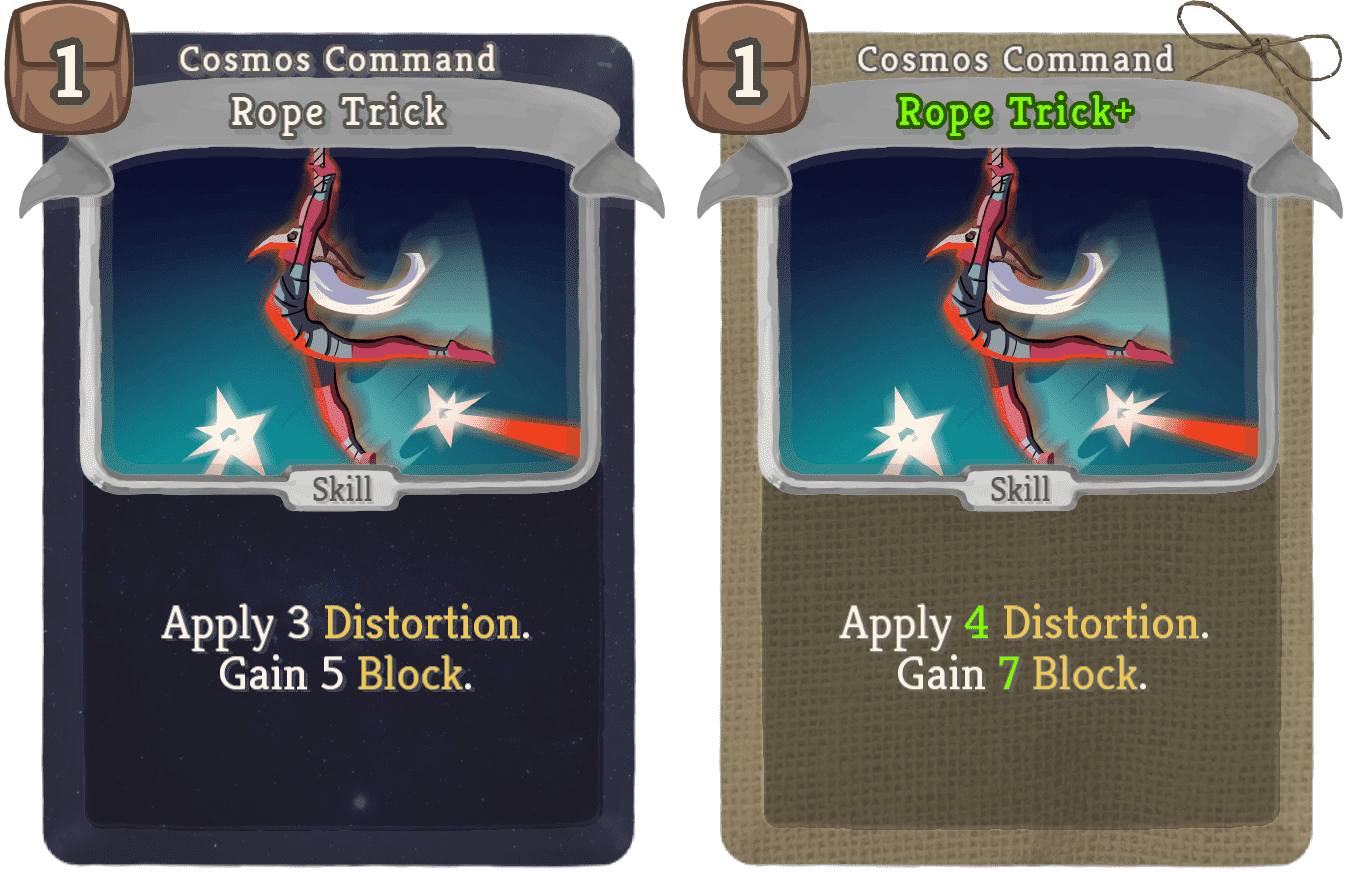 1
Cosmos Command
Rope Trick
Skill
Apply 3 Distortion.
Gain 5 Block.
1
Cosmos Command
Rope Trick+
Skill
Apply 4 Distortion.
Gain 7 Block.